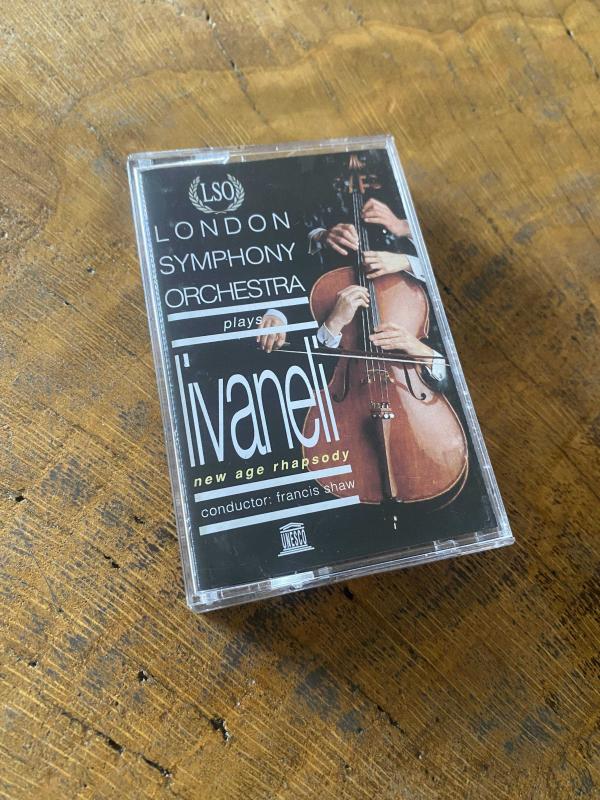 LSO
LONDON
SYMPHONY
ORCHESTRA
plays
livaneli
new age rhapsody
conductor: francis shaw
UNESCO